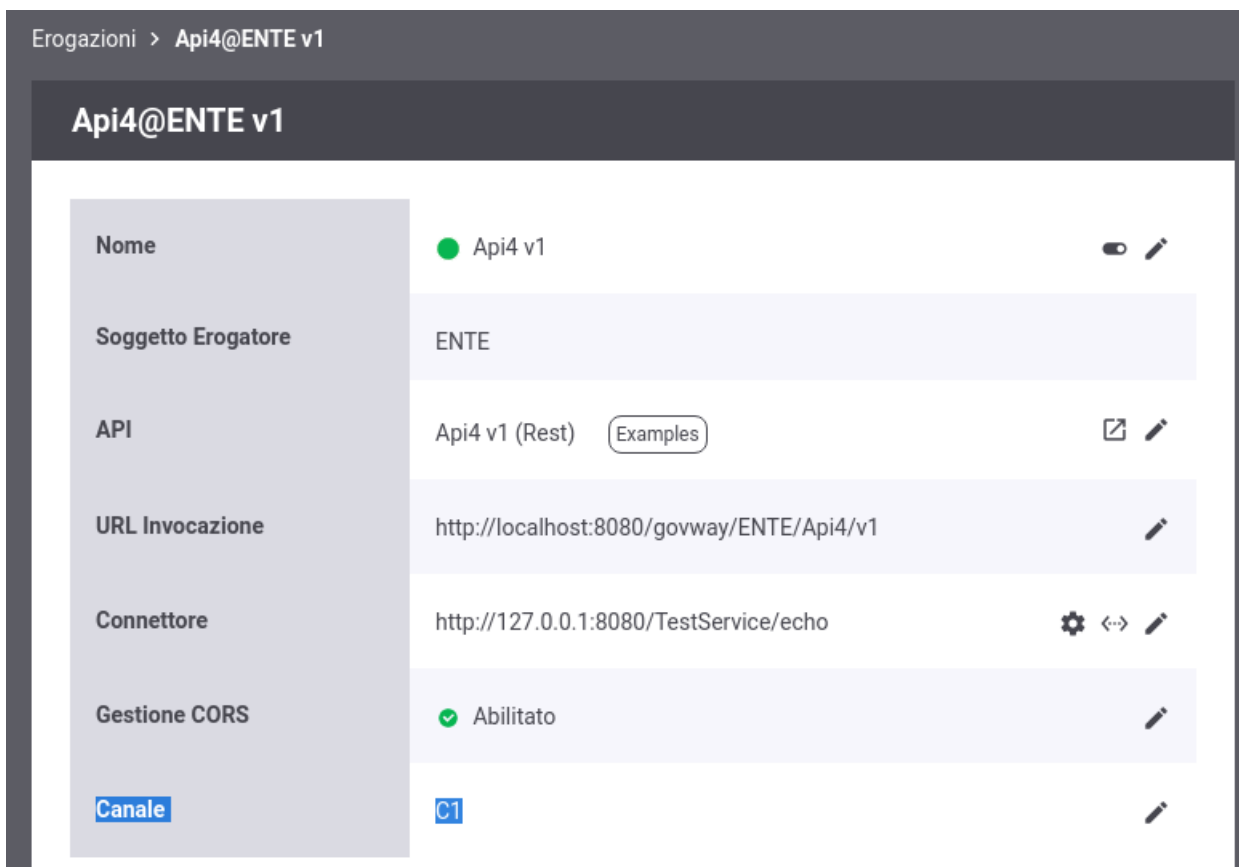 Erogazioni > Api4@ENTE v1
Api4@ENTE v1
Nome Api4 v1
Soggetto Erogatore ENTE
API Api4 v1 (Rest) Examples
URL Invocazione http://localhost:8080/govway/ENTE/Api4/v1
Connettore http://127.0.0.1:8080/TestService/echo
Gestione CORS Abilitato
Canale C1